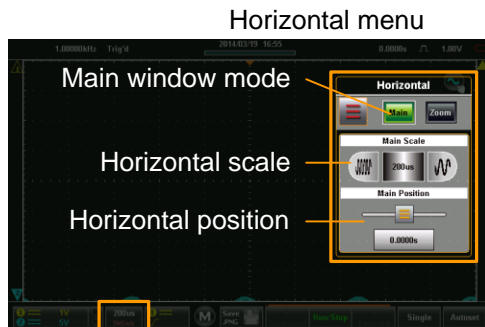 Horizontal menu
1.00000kHz Trig'd 2014/03/19 16:55 0.0000s 1.00V
Main window mode
Horizontal
Main Zoom
Main Scale
Horizontal scale
200us
Main Position
Horizontal position
0.0000s
1V 200us M Save Run/Stop Single Autoset
2 5V PNG